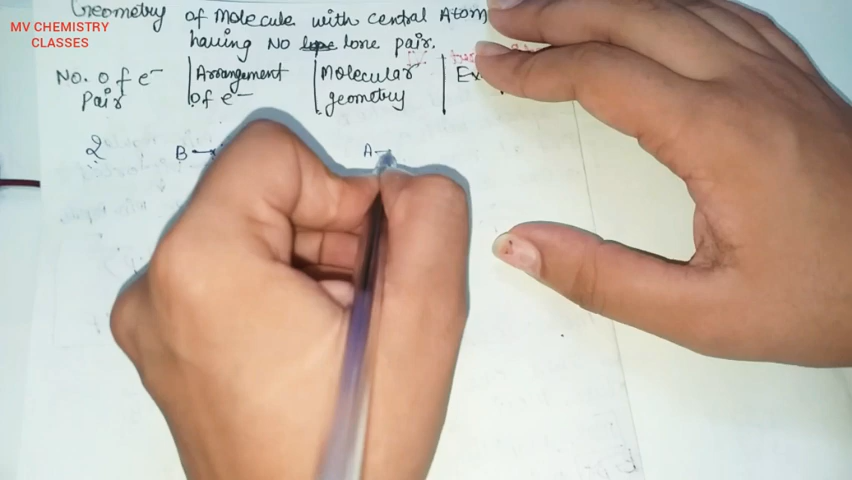 Geometry of Molecule with central Atom
MV CHEMISTRY
CLASSES
having NO lone pair.
No. of e⁻ pair
Arrangement of e⁻
Molecular geometry
Ex
2
B
A